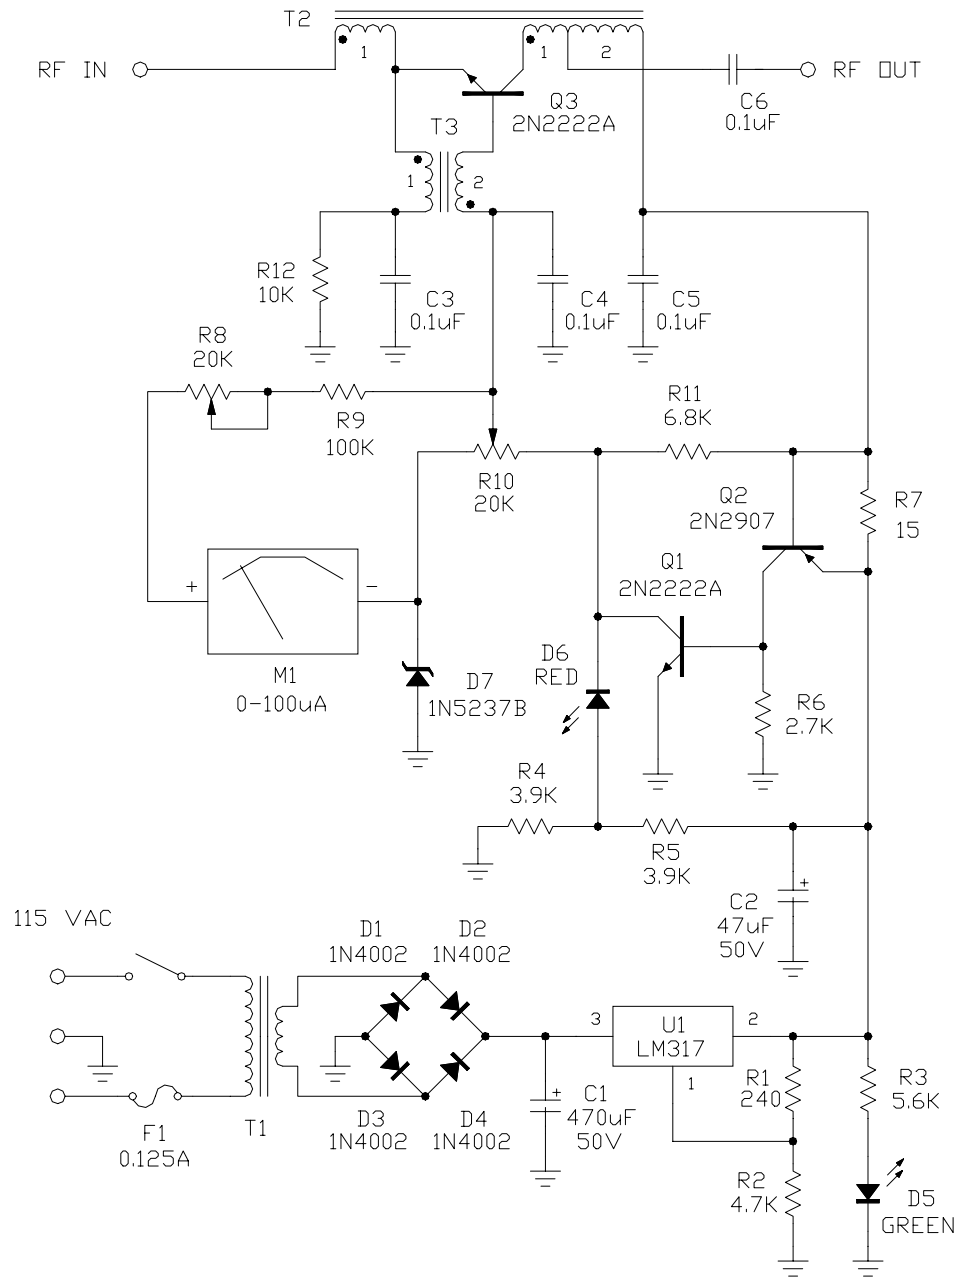 T2
1
1
2
RF IN
RF OUT
Q3
2N2222A
C6
0.1uF
T3
1
2
R12
10K
C3
0.1uF
C4
0.1uF
C5
0.1uF
R8
20K
R9
100K
R11
6.8K
R10
20K
Q2
2N2907
R7
15
Q1
2N2222A
+
−
M1
0-100uA
D7
1N5237B
D6
RED
R6
2.7K
R4
3.9K
R5
3.9K
+
C2
47uF
50V
115 VAC
D1
1N4002
D2
1N4002
3
U1
LM317
2
1
R1
240
R3
5.6K
+
C1
470uF
50V
F1
0.125A
T1
D3
1N4002
D4
1N4002
R2
4.7K
D5
GREEN